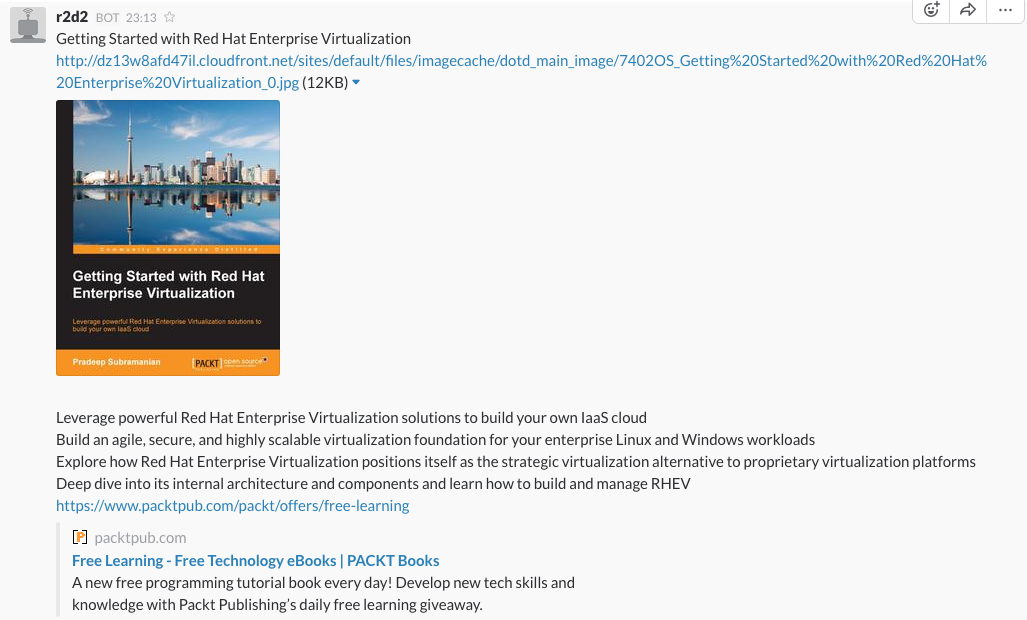 r2d2 BOT 23:13
Getting Started with Red Hat Enterprise Virtualization
http://dz13w8afd47il.cloudfront.net/sites/default/files/imagecache/dotd_main_image/7402OS_Getting%20Started%20with%20Red%20Hat%
20Enterprise%20Virtualization_0.jpg (12KB)
Community Experience Distilled
Getting Started with Red Hat
Enterprise Virtualization
Leverage powerful Red Hat Enterprise Virtualization solutions to
build your own IaaS cloud
Pradeep Subramanian
[PACKT] open source*
Leverage powerful Red Hat Enterprise Virtualization solutions to build your own IaaS cloud
Build an agile, secure, and highly scalable virtualization foundation for your enterprise Linux and Windows workloads
Explore how Red Hat Enterprise Virtualization positions itself as the strategic virtualization alternative to proprietary virtualization platforms
Deep dive into its internal architecture and components and learn how to build and manage RHEV
https://www.packtpub.com/packt/offers/free-learning
packtpub.com
Free Learning - Free Technology eBooks | PACKT Books
A new free programming tutorial book every day! Develop new tech skills and
knowledge with Packt Publishing's daily free learning giveaway.